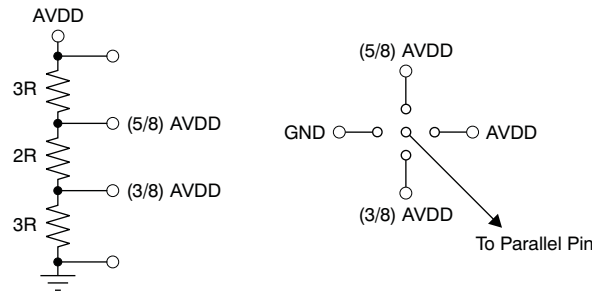 AVDD
3R
(5/8) AVDD
2R
(3/8) AVDD
3R
(5/8) AVDD
GND
AVDD
(3/8) AVDD
To Parallel Pin